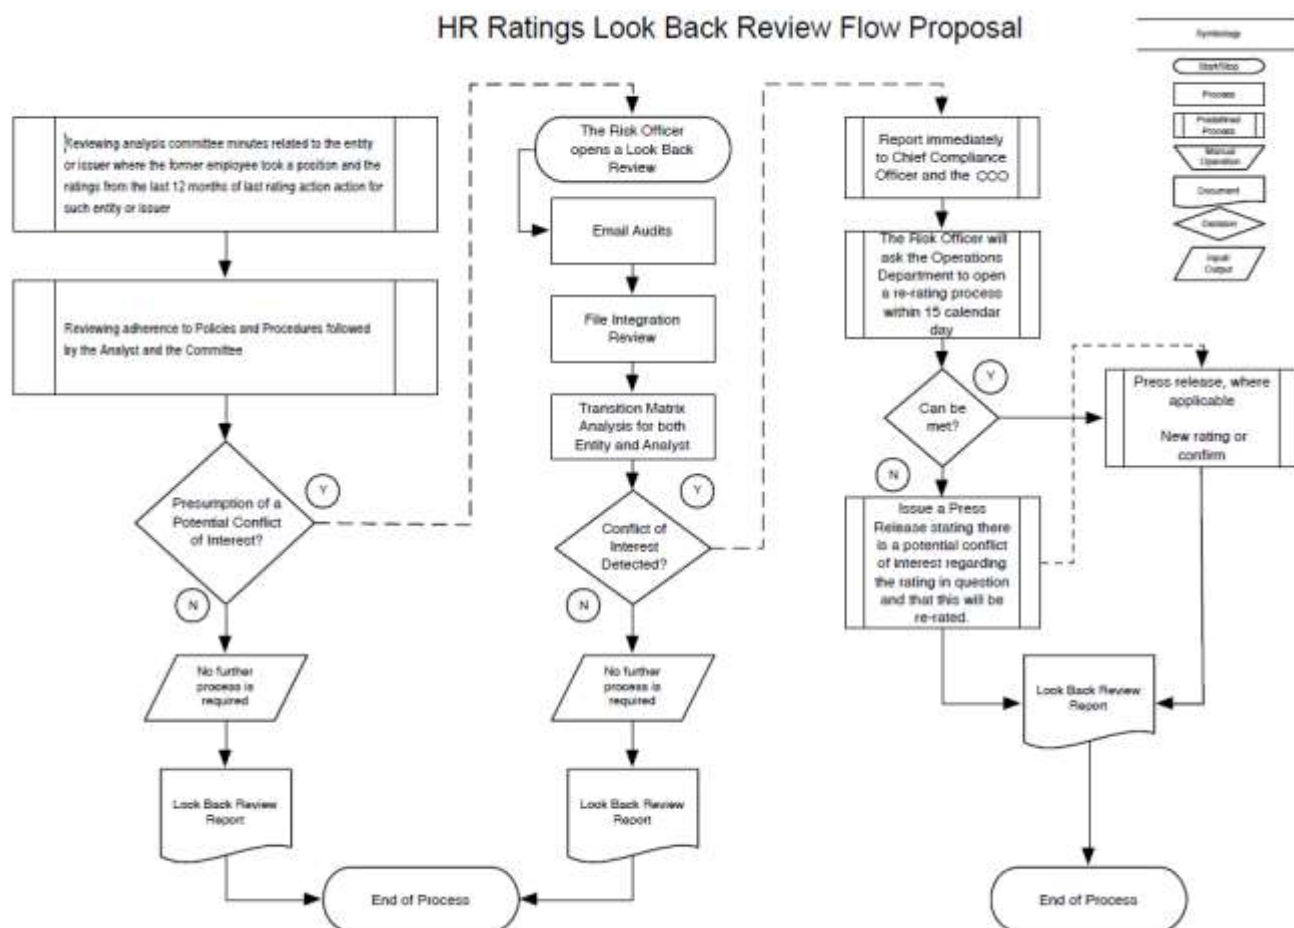 HR Ratings Look Back Review Flow Proposal
Symbology
Start/Stop
Process
Predefined
Process
Manual
Operation
Document
Decision
Input/
Output
Reviewing analysis committee minutes related to the entity
or issuer where the former employee took a position and the
ratings from the last 12 months of last rating action action for
such entity or issuer
Reviewing adherence to Policies and Procedures followed
by the Analyst and the Committee
Presumption of a
Potential Conflict
of Interest?
Y
N
No further
process is
required
Look Back Review
Report
End of Process
The Risk Officer
opens a Look Back
Review
Email Audits
File Integration
Review
Transition Matrix
Analysis for both
Entity and Analyst
Conflict of
Interest
Detected?
Y
N
No further
process is
required
Look Back Review
Report
Report immediately
to Chief Compliance
Officer and the COO
The Risk Officer will
ask the Operations
Department to open
a re-rating process
within 15 calendar
day
Can be
met?
Y
N
Issue a Press
Release stating there
is a potential conflict
of interest regarding
the rating in question
and that this will be
re-rated.
Press release, where
applicable
New rating or
confirm
Look Back Review
Report
End of Process